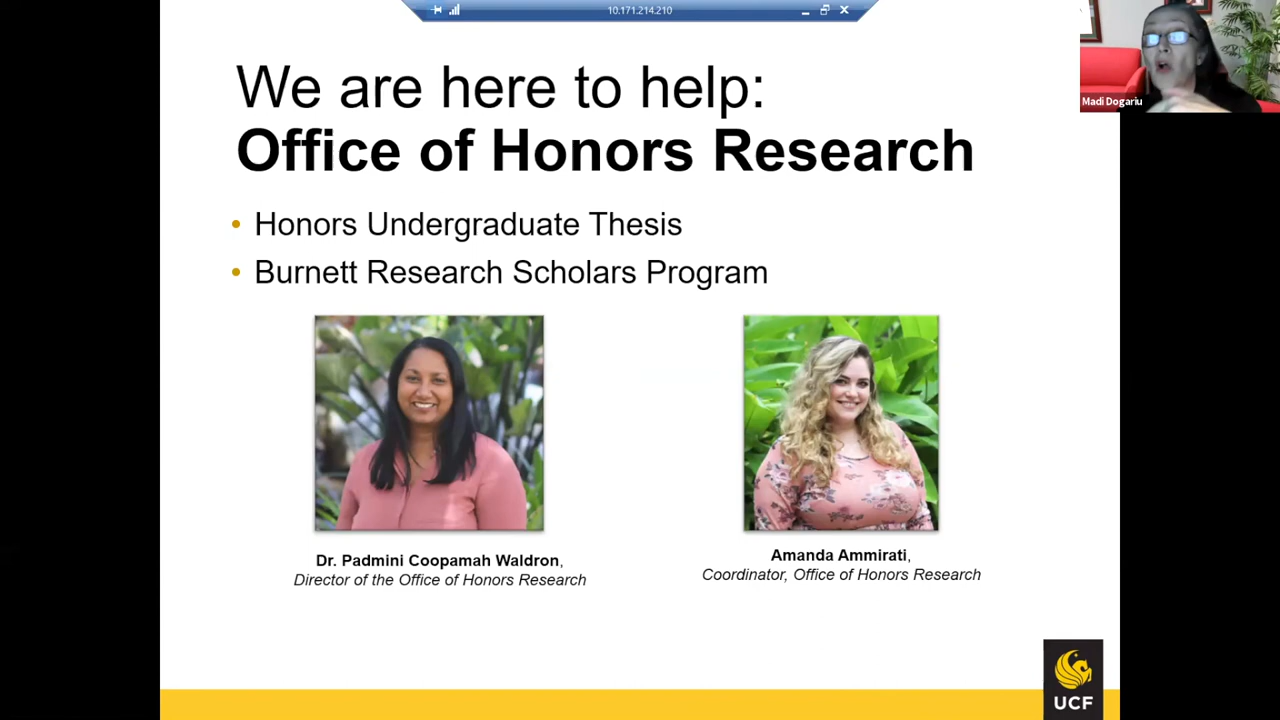 10.171.214.210
We are here to help:
Office of Honors Research
• Honors Undergraduate Thesis
• Burnett Research Scholars Program
Dr. Padmini Coopamah Waldron,
Director of the Office of Honors Research
Amanda Ammirati,
Coordinator, Office of Honors Research
UCF
Madi Dogariu